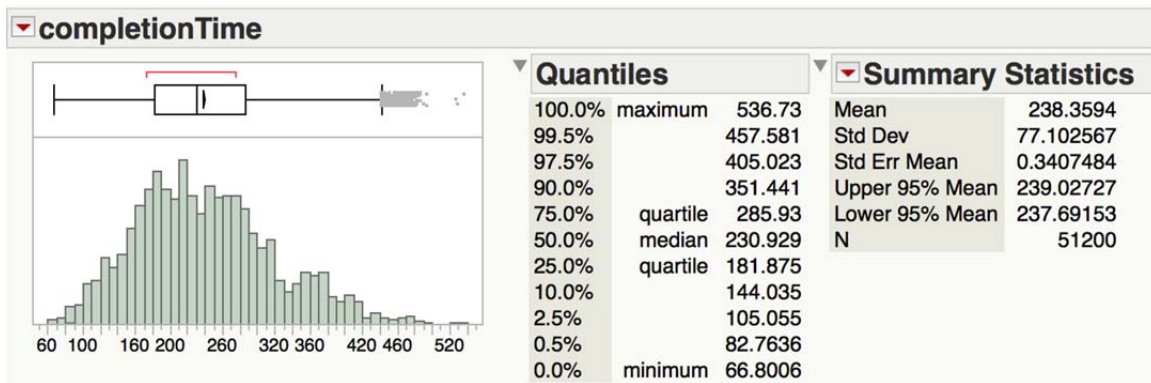 completionTime
60 100 160 200 260 320 360 420 460 520
Quantiles
100.0% maximum 536.73
99.5% 457.581
97.5% 405.023
90.0% 351.441
75.0% quartile 285.93
50.0% median 230.929
25.0% quartile 181.875
10.0% 144.035
2.5% 105.055
0.5% 82.7636
0.0% minimum 66.8006
Summary Statistics
Mean 238.3594
Std Dev 77.102567
Std Err Mean 0.3407484
Upper 95% Mean 239.02727
Lower 95% Mean 237.69153
N 51200